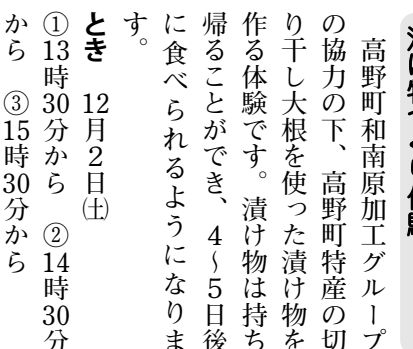 高野町和南原加工グループ
の協力の下、高野町特産の切
り干し大根を使った漬け物を
作る体験です。漬け物は持ち
帰ることができ、4〜5日後
に食べられるようになりま
す。
とき　12月2日㈯
①13時30分から　②14時30分
から　③15時30分から